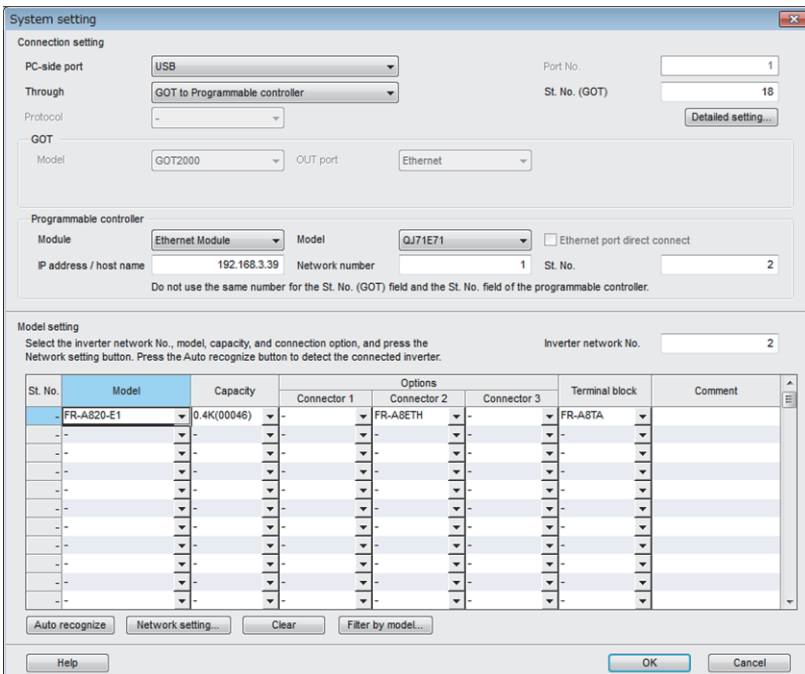 System setting
Connection setting
PC-side port USB Port No. 1
Through GOT to Programmable controller St. No. (GOT) 18
Protocol - Detailed setting...
GOT
Model GOT2000 OUT port Ethernet
Programmable controller
Module Ethernet Module Model QJ71E71 Ethernet port direct connect
IP address / host name 192.168.3.39 Network number 1 St. No. 2
Do not use the same number for the St. No. (GOT) field and the St. No. field of the programmable controller.
Model setting
Select the inverter network No., model, capacity, and connection option, and press the Inverter network No. 2
Network setting button. Press the Auto recognize button to detect the connected inverter.
St. No. Model Capacity Options Terminal block Comment
Connector 1 Connector 2 Connector 3
- FR-A820-E1 0.4K(00046) - FR-A8ETH - FR-A8TA
- - - - - - -
- - - - - - -
- - - - - - -
- - - - - - -
- - - - - - -
- - - - - - -
- - - - - - -
- - - - - - -
- - - - - - -
- - - - - - -
Auto recognize Network setting... Clear Filter by model...
Help OK Cancel